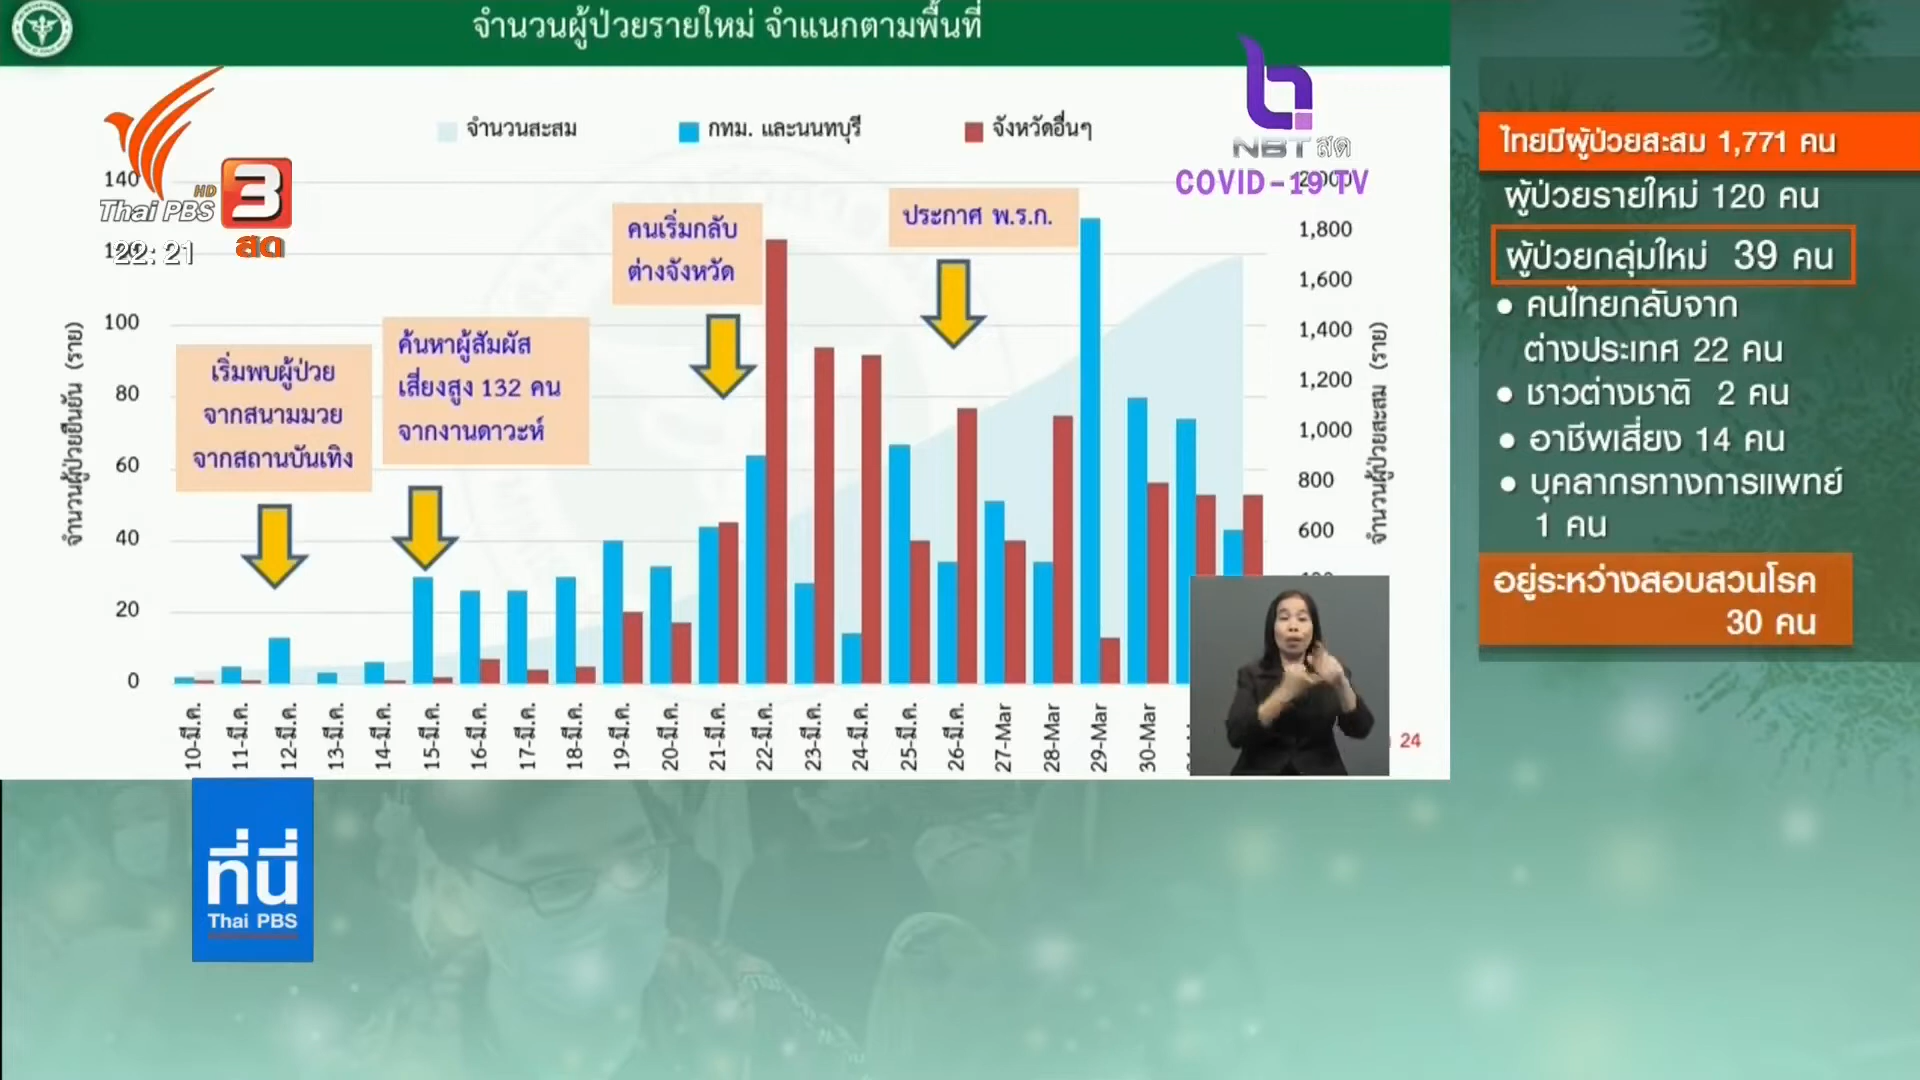 จำนวนผู้ป่วยรายใหม่ จำแนกตามพื้นที่
จำนวนสะสม
กทม. และนนทบุรี
จังหวัดอื่นๆ
NBT สด
COVID-19 TV
HD
Thai PBS
3
สด
22:21
จำนวนผู้ป่วยยืนยัน (ราย)
140
120
100
80
60
40
20
0
เริ่มพบผู้ป่วย
จากสนามมวย
จากสถานบันเทิง
ค้นหาผู้สัมผัส
เสี่ยงสูง 132 คน
จากงานดาวะห์
คนเริ่มกลับ
ต่างจังหวัด
ประกาศ พ.ร.ก.
2,000
1,800
1,600
1,400
1,200
1,000
800
600
จำนวนผู้ป่วยสะสม (ราย)
10-มี.ค.
11-มี.ค.
12-มี.ค.
13-มี.ค.
14-มี.ค.
15-มี.ค.
16-มี.ค.
17-มี.ค.
18-มี.ค.
19-มี.ค.
20-มี.ค.
21-มี.ค.
22-มี.ค.
23-มี.ค.
24-มี.ค.
25-มี.ค.
26-มี.ค.
27-Mar
28-Mar
29-Mar
30-Mar
24
ไทยมีผู้ป่วยสะสม 1,771 คน
ผู้ป่วยรายใหม่ 120 คน
ผู้ป่วยกลุ่มใหม่ 39 คน
• คนไทยกลับจาก
ต่างประเทศ 22 คน
• ชาวต่างชาติ 2 คน
• อาชีพเสี่ยง 14 คน
• บุคลากรทางการแพทย์
1 คน
อยู่ระหว่างสอบสวนโรค
30 คน
ที่นี่
Thai PBS